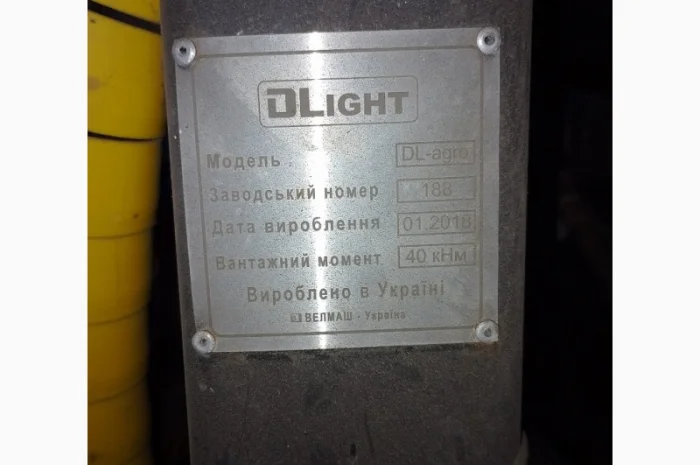 DLIGHT
Модель DL-agro
Заводський номер 188
Дата вироблення 01.2018
Вантажний момент 40 кНм
Вироблено в Україні
ВЕЛМАШ - Україна